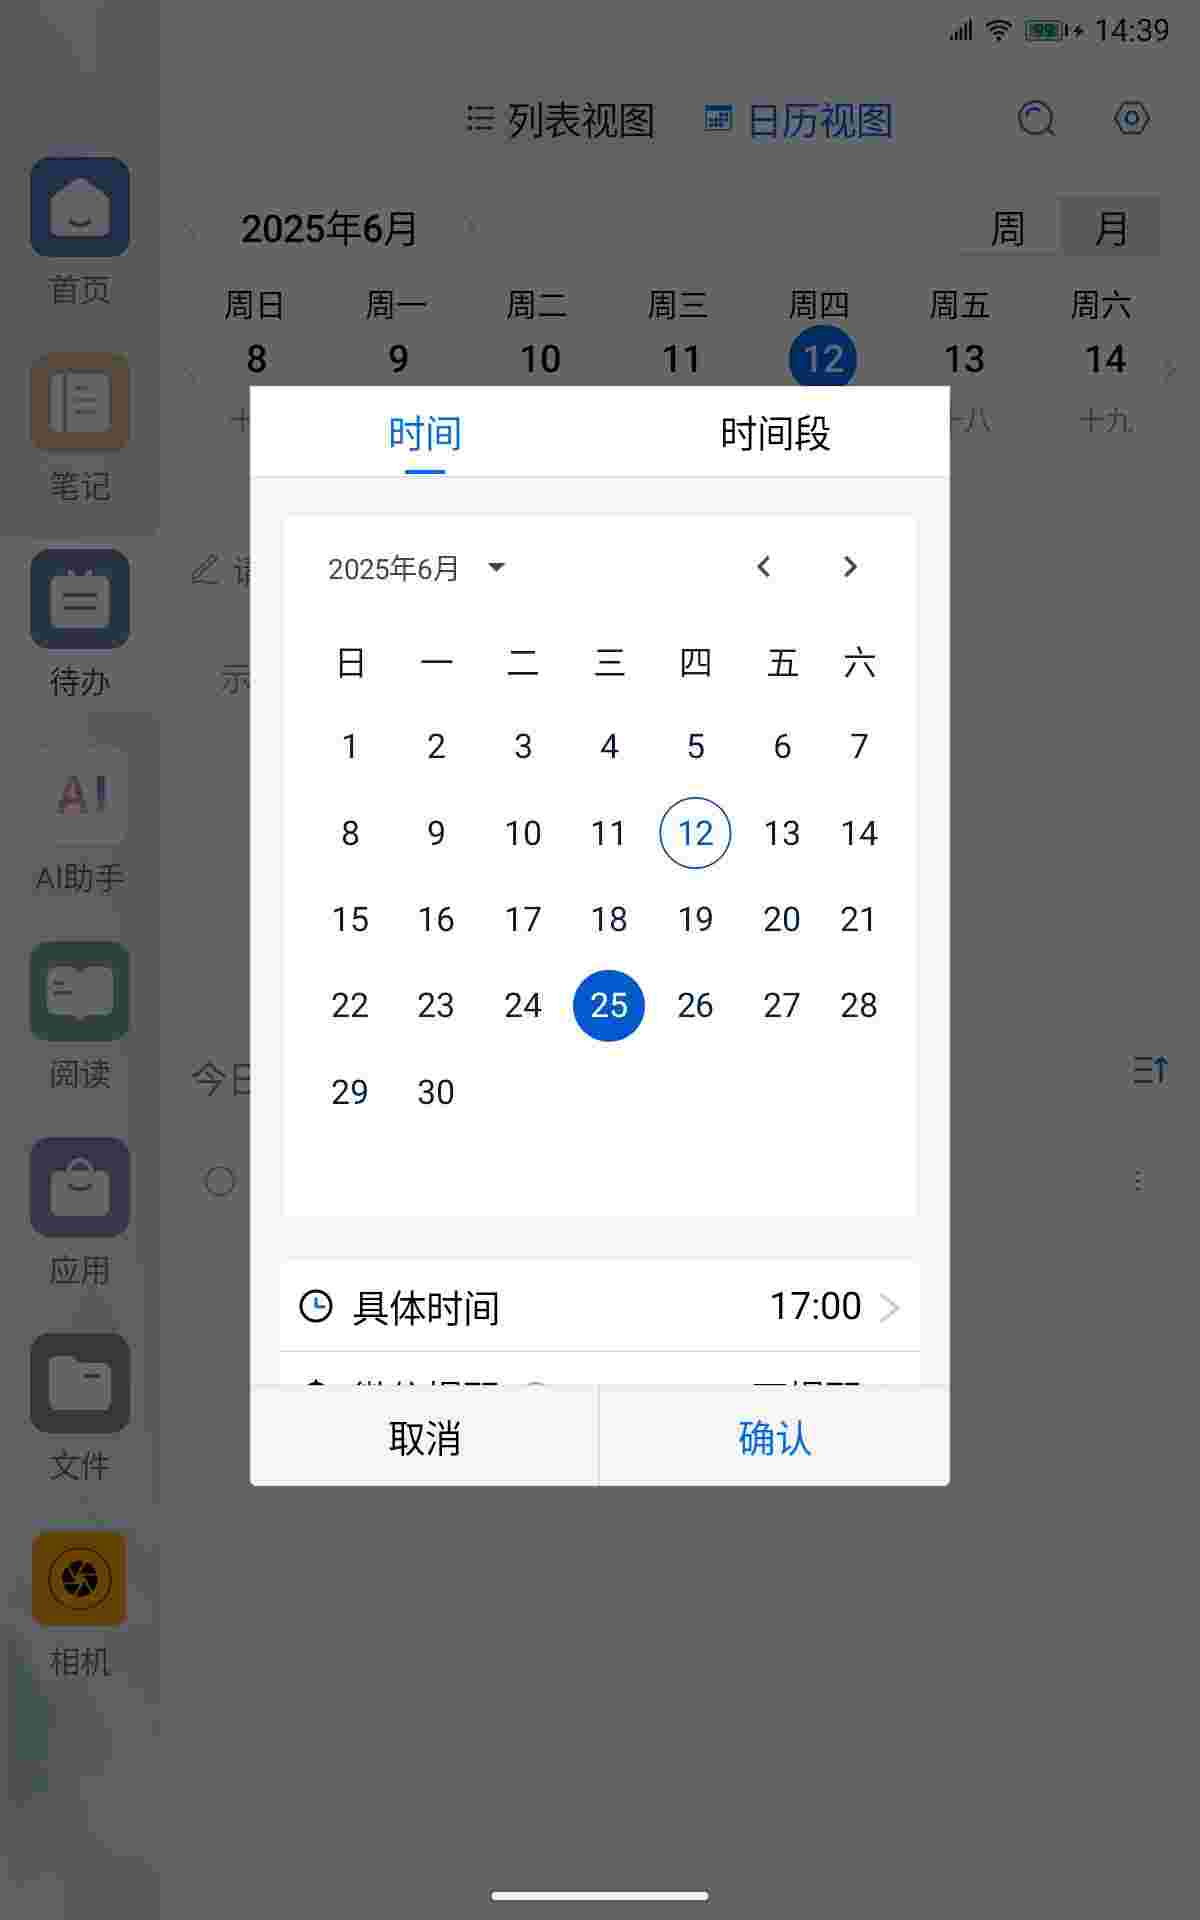 99 14:39
列表视图 日历视图
2025年6月 周 月
周日 周一 周二 周三 周四 周五 周六
8 9 10 11 12 13 14
八 十九
时间 时间段
2025年6月
日 一 二 三 四 五 六
1 2 3 4 5 6 7
8 9 10 11 12 13 14
15 16 17 18 19 20 21
22 23 24 25 26 27 28
29 30
具体时间 17:00
取消 确认
首页
笔记
待办
AI
AI助手
阅读
应用
文件
相机
示
今日